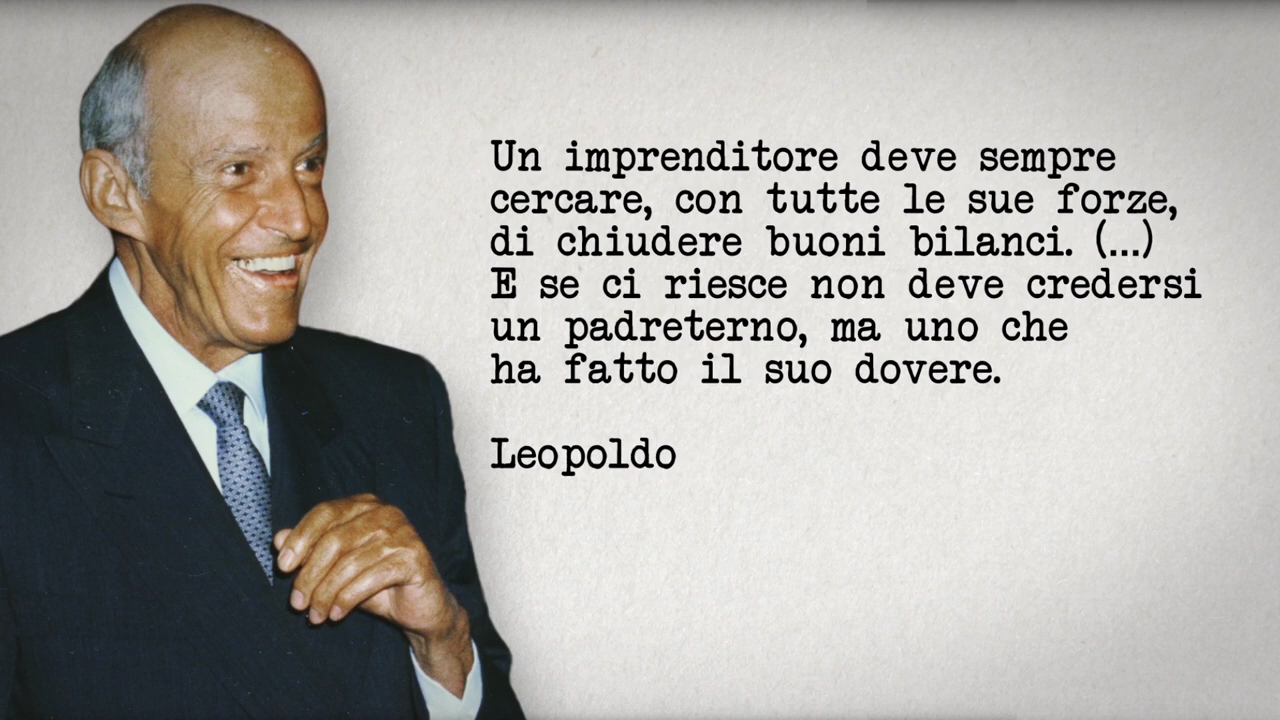 Un imprenditore deve sempre
cercare, con tutte le sue forze,
di chiudere buoni bilanci. (...)
E se ci riesce non deve credersi
un padreterno, ma uno che
ha fatto il suo dovere.
Leopoldo